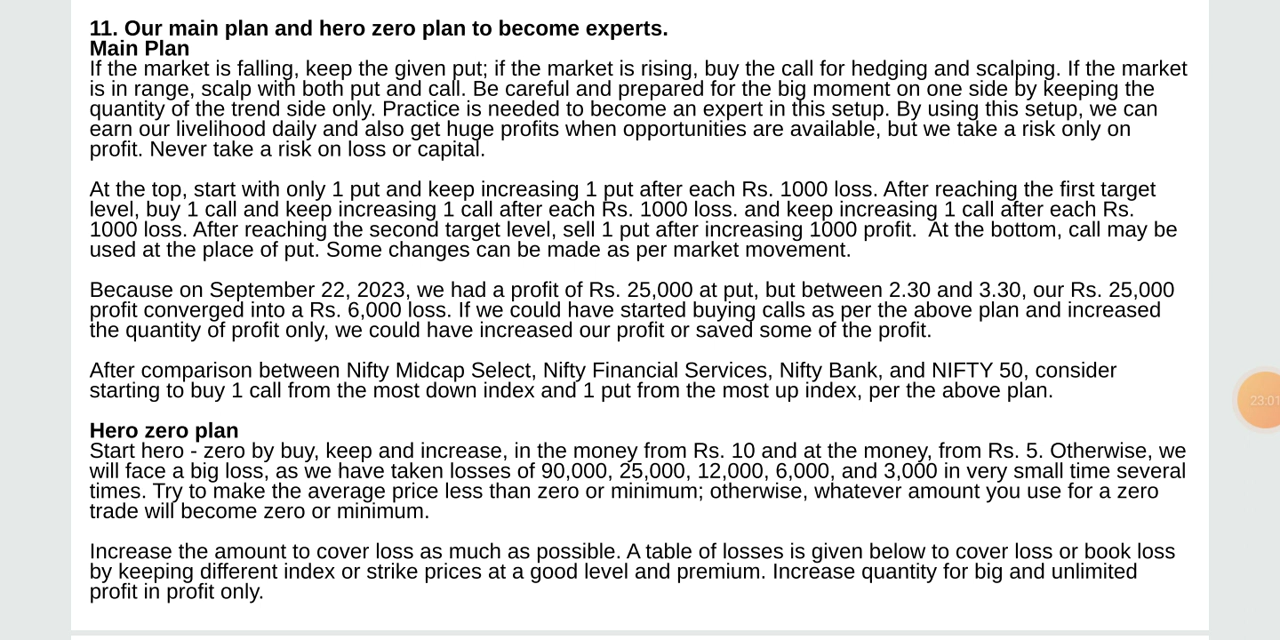 11. Our main plan and hero zero plan to become experts.
Main Plan
If the market is falling, keep the given put; if the market is rising, buy the call for hedging and scalping. If the market
is in range, scalp with both put and call. Be careful and prepared for the big moment on one side by keeping the
quantity of the trend side only. Practice is needed to become an expert in this setup. By using this setup, we can
earn our livelihood daily and also get huge profits when opportunities are available, but we take a risk only on
profit. Never take a risk on loss or capital.
At the top, start with only 1 put and keep increasing 1 put after each Rs. 1000 loss. After reaching the first target
level, buy 1 call and keep increasing 1 call after each Rs. 1000 loss. and keep increasing 1 call after each Rs.
1000 loss. After reaching the second target level, sell 1 put after increasing 1000 profit.  At the bottom, call may be
used at the place of put. Some changes can be made as per market movement.
Because on September 22, 2023, we had a profit of Rs. 25,000 at put, but between 2.30 and 3.30, our Rs. 25,000
profit converged into a Rs. 6,000 loss. If we could have started buying calls as per the above plan and increased
the quantity of profit only, we could have increased our profit or saved some of the profit.
After comparison between Nifty Midcap Select, Nifty Financial Services, Nifty Bank, and NIFTY 50, consider
starting to buy 1 call from the most down index and 1 put from the most up index, per the above plan.
23:01
Hero zero plan
Start hero - zero by buy, keep and increase, in the money from Rs. 10 and at the money, from Rs. 5. Otherwise, we
will face a big loss, as we have taken losses of 90,000, 25,000, 12,000, 6,000, and 3,000 in very small time several
times. Try to make the average price less than zero or minimum; otherwise, whatever amount you use for a zero
trade will become zero or minimum.
Increase the amount to cover loss as much as possible. A table of losses is given below to cover loss or book loss
by keeping different index or strike prices at a good level and premium. Increase quantity for big and unlimited
profit in profit only.